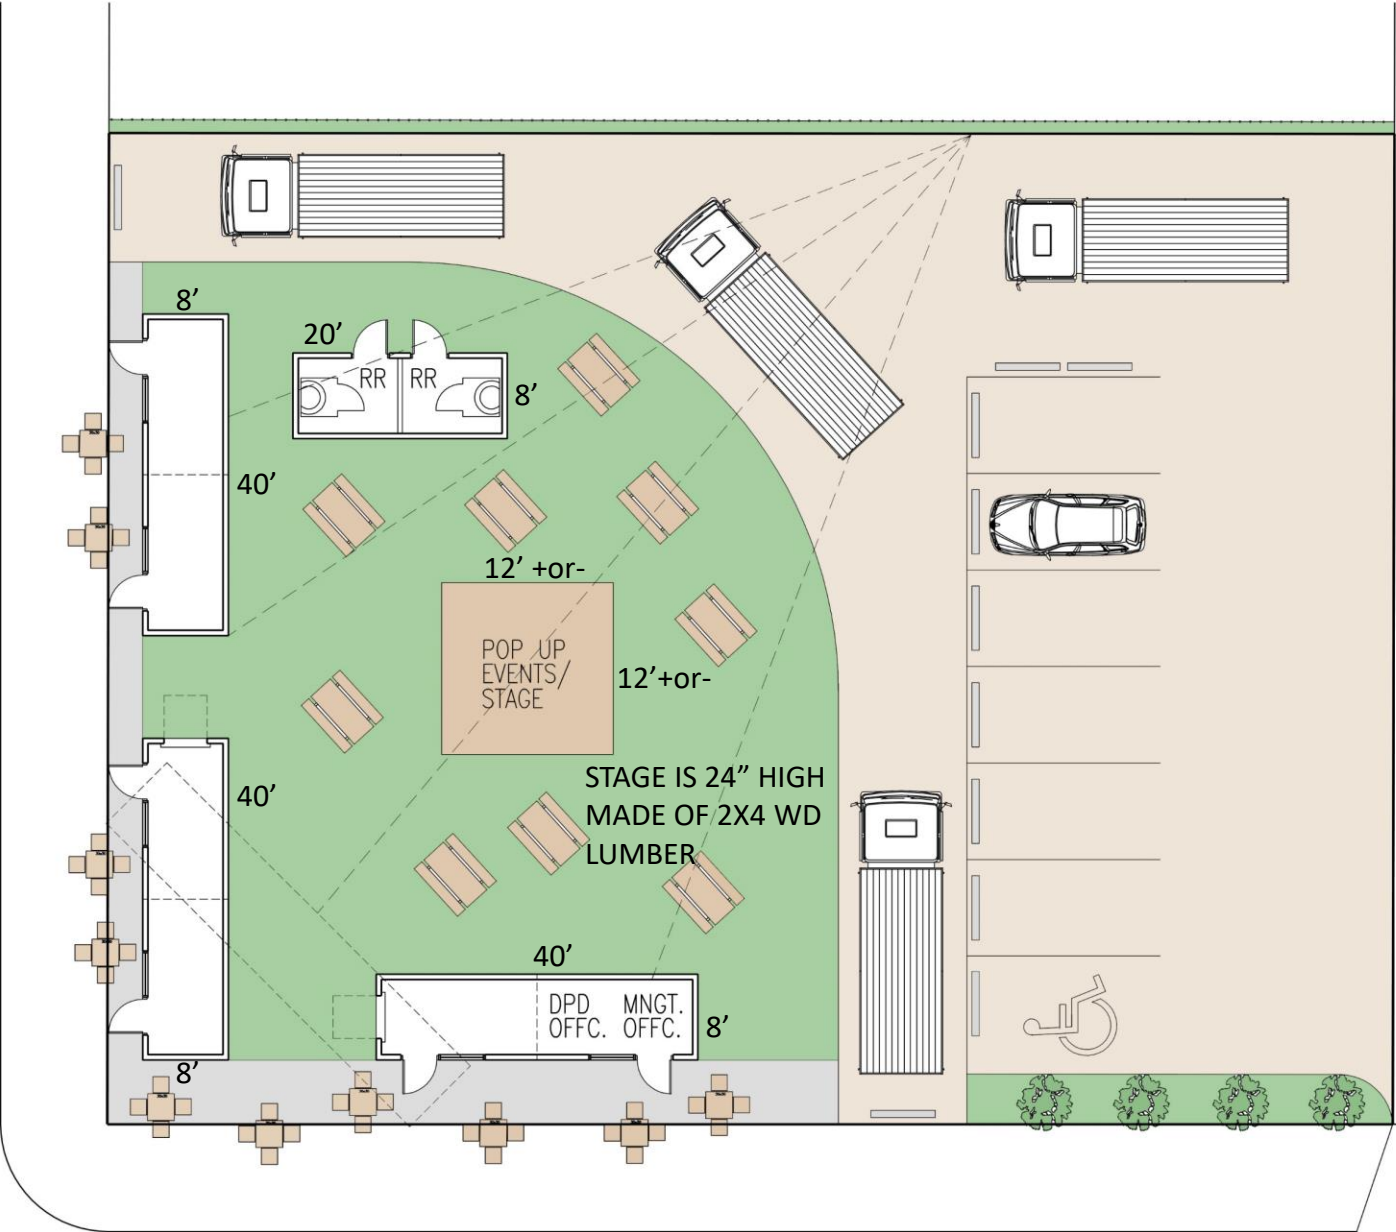 8’
20’
RR
RR
8’
40’
12’ +or-
POP UP
EVENTS/
STAGE
12’+or-
STAGE IS 24” HIGH
MADE OF 2X4 WD
LUMBER
40’
40’
DPD
OFFC.
MNGT.
OFFC.
8’
8’